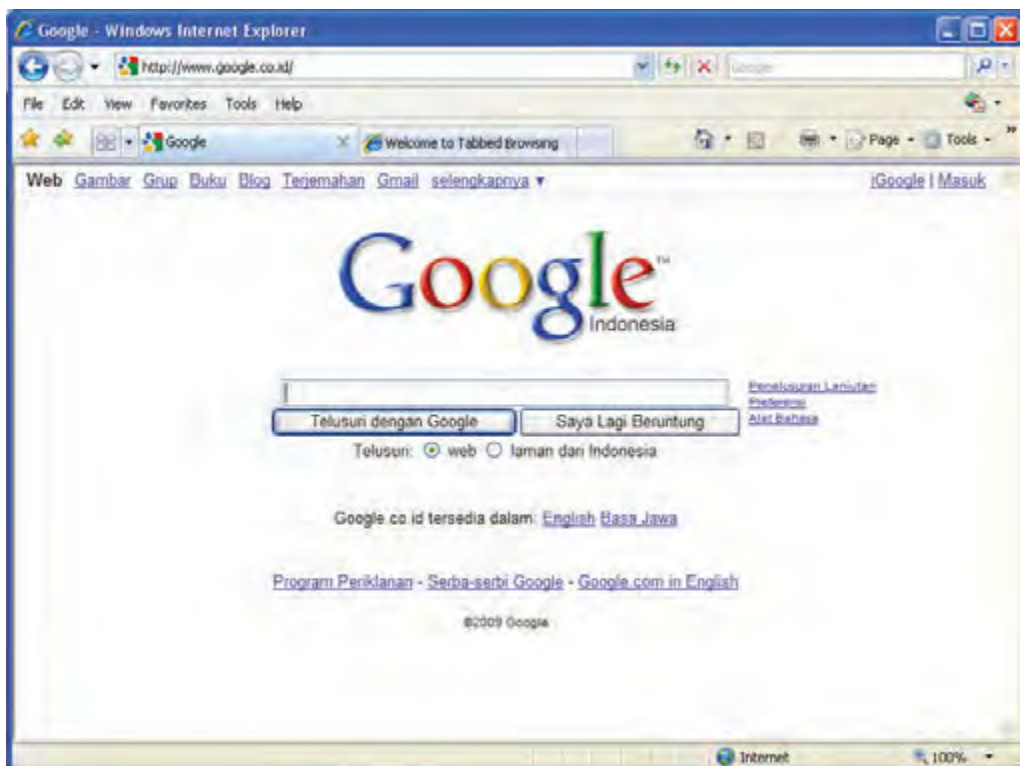 Google - Windows Internet Explorer
http://www.google.co.id/
Google
File Edit View Favorites Tools Help
Google
Welcome to Tabbed Browsing
Page
Tools
Web Gambar Grup Buku Blog Terjemahan Gmail selengkapnya ▼
iGoogle | Masuk
Google™
Indonesia
Penelusuran Lanjutan
Preferensi
Alat Bahasa
Telusuri dengan Google
Saya Lagi Beruntung
Telusuri: web laman dari Indonesia
Google.co.id tersedia dalam: English Basa Jawa
Program Periklanan - Serba-serbi Google - Google.com in English
©2009 Google
Internet
100%